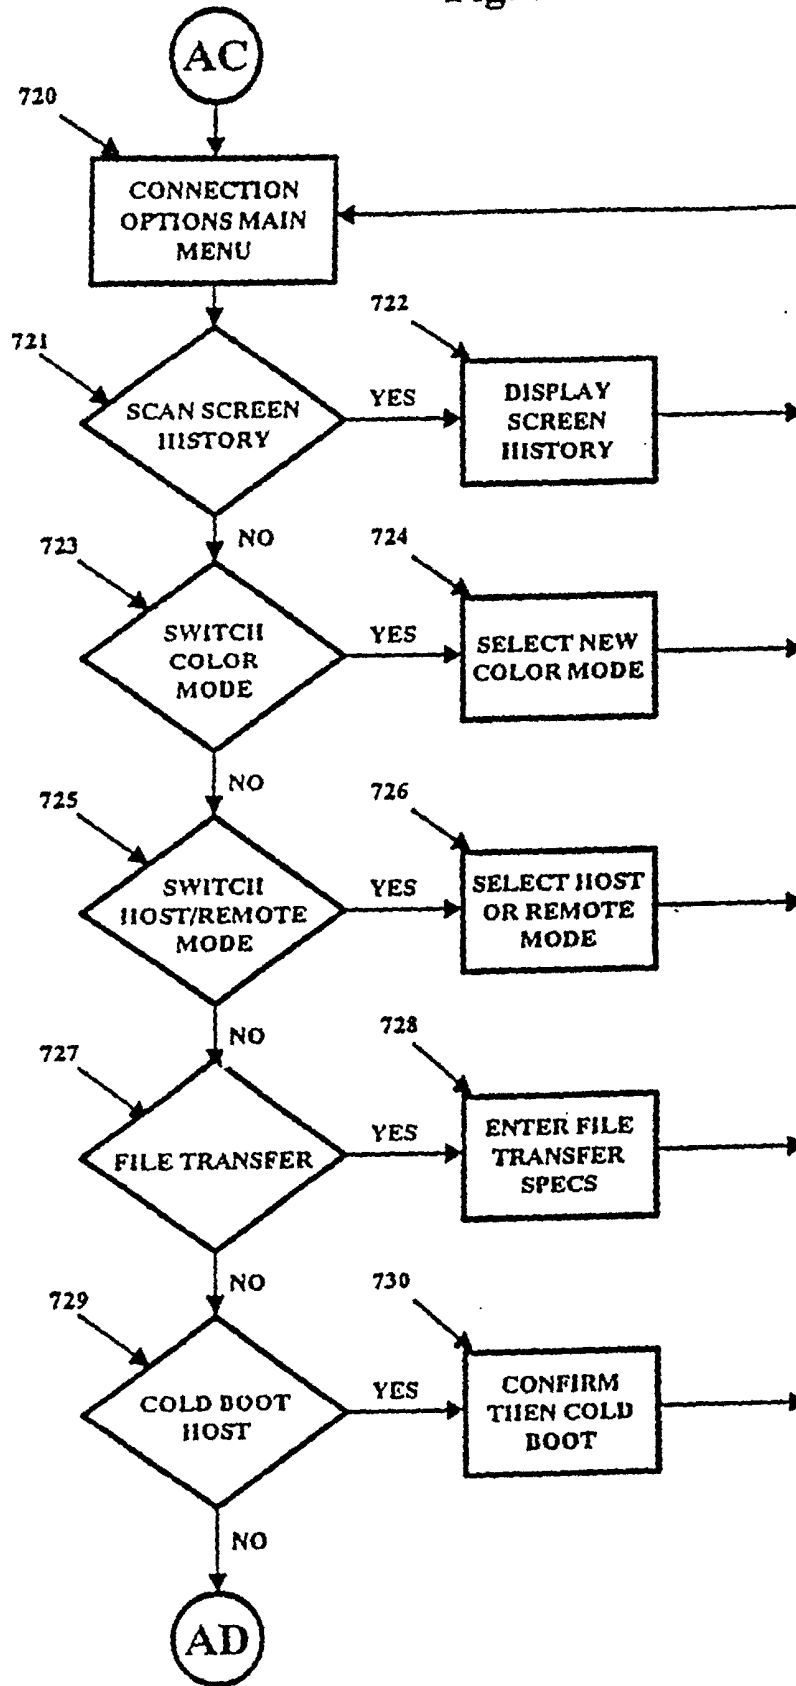 AC
720
CONNECTION
OPTIONS MAIN
MENU
721
SCAN SCREEN
HISTORY
YES
722
DISPLAY
SCREEN
HISTORY
NO
723
SWITCH
COLOR
MODE
YES
724
SELECT NEW
COLOR MODE
NO
725
SWITCH
HOST/REMOTE
MODE
YES
726
SELECT HOST
OR REMOTE
MODE
NO
727
FILE TRANSFER
YES
728
ENTER FILE
TRANSFER
SPECS
NO
729
COLD BOOT
HOST
YES
730
CONFIRM
THEN COLD
BOOT
NO
AD